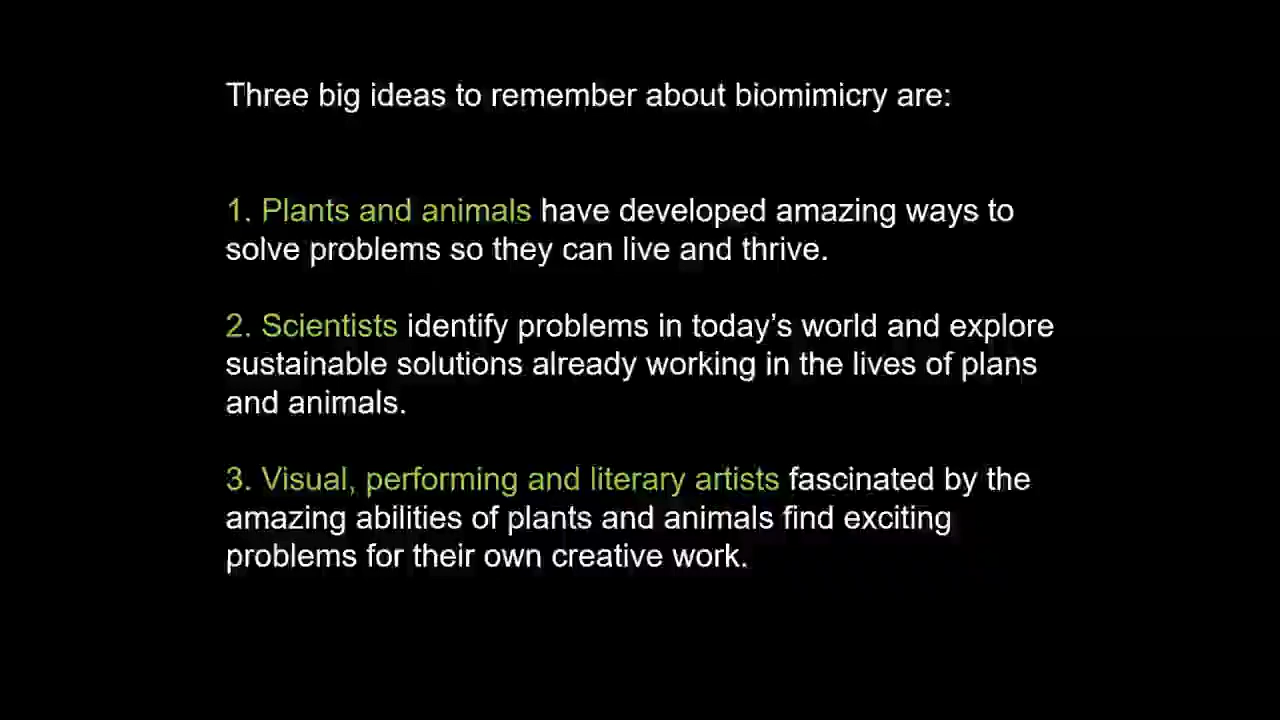 Three big ideas to remember about biomimicry are:
1. Plants and animals have developed amazing ways to
solve problems so they can live and thrive.
2. Scientists identify problems in today’s world and explore
sustainable solutions already working in the lives of plans
and animals.
3. Visual, performing and literary artists fascinated by the
amazing abilities of plants and animals find exciting
problems for their own creative work.